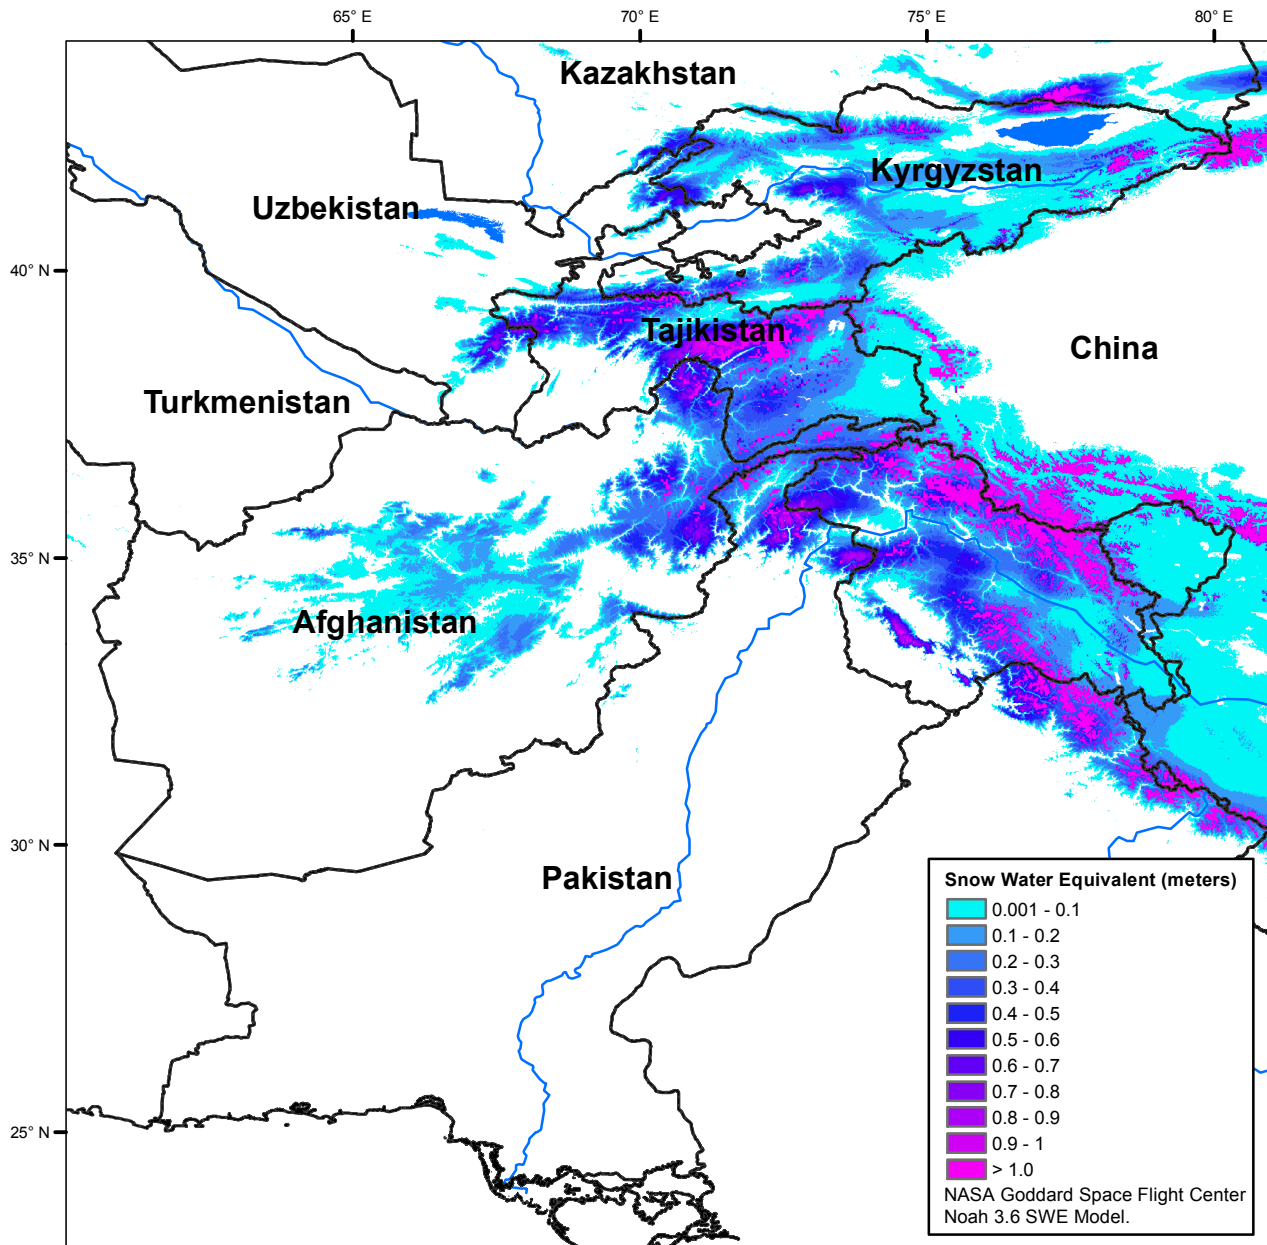 65° E
70° E
75° E
80° E
Kazakhstan
Kyrgyzstan
Uzbekistan
40° N
Tajikistan
China
Turkmenistan
35° N
Afghanistan
30° N
Pakistan
25° N
Snow Water Equivalent (meters)
0.001 - 0.1
0.1 - 0.2
0.2 - 0.3
0.3 - 0.4
0.4 - 0.5
0.5 - 0.6
0.6 - 0.7
0.7 - 0.8
0.8 - 0.9
0.9 - 1
> 1.0
NASA Goddard Space Flight Center
Noah 3.6 SWE Model.